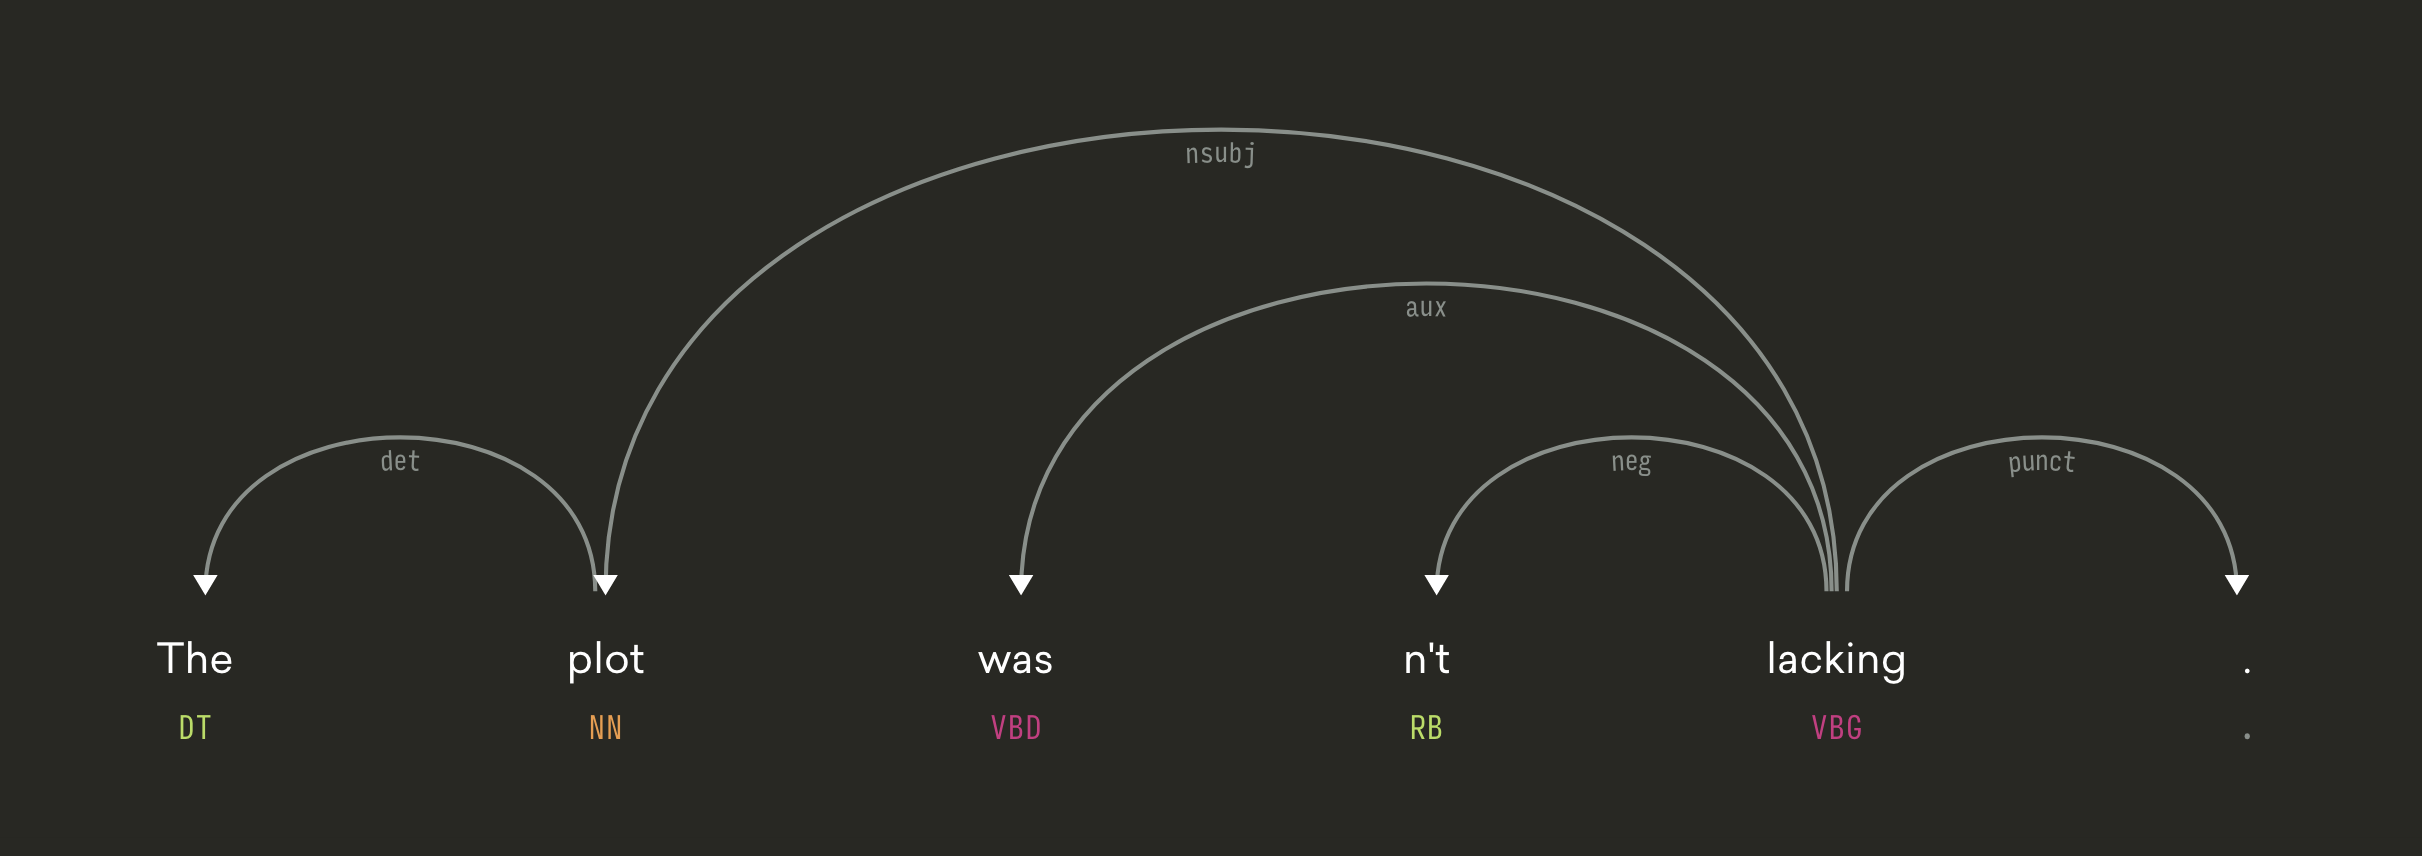 nsubj
aux
det neg punct
The plot was n't lacking .
DT NN VBD RB VBG .